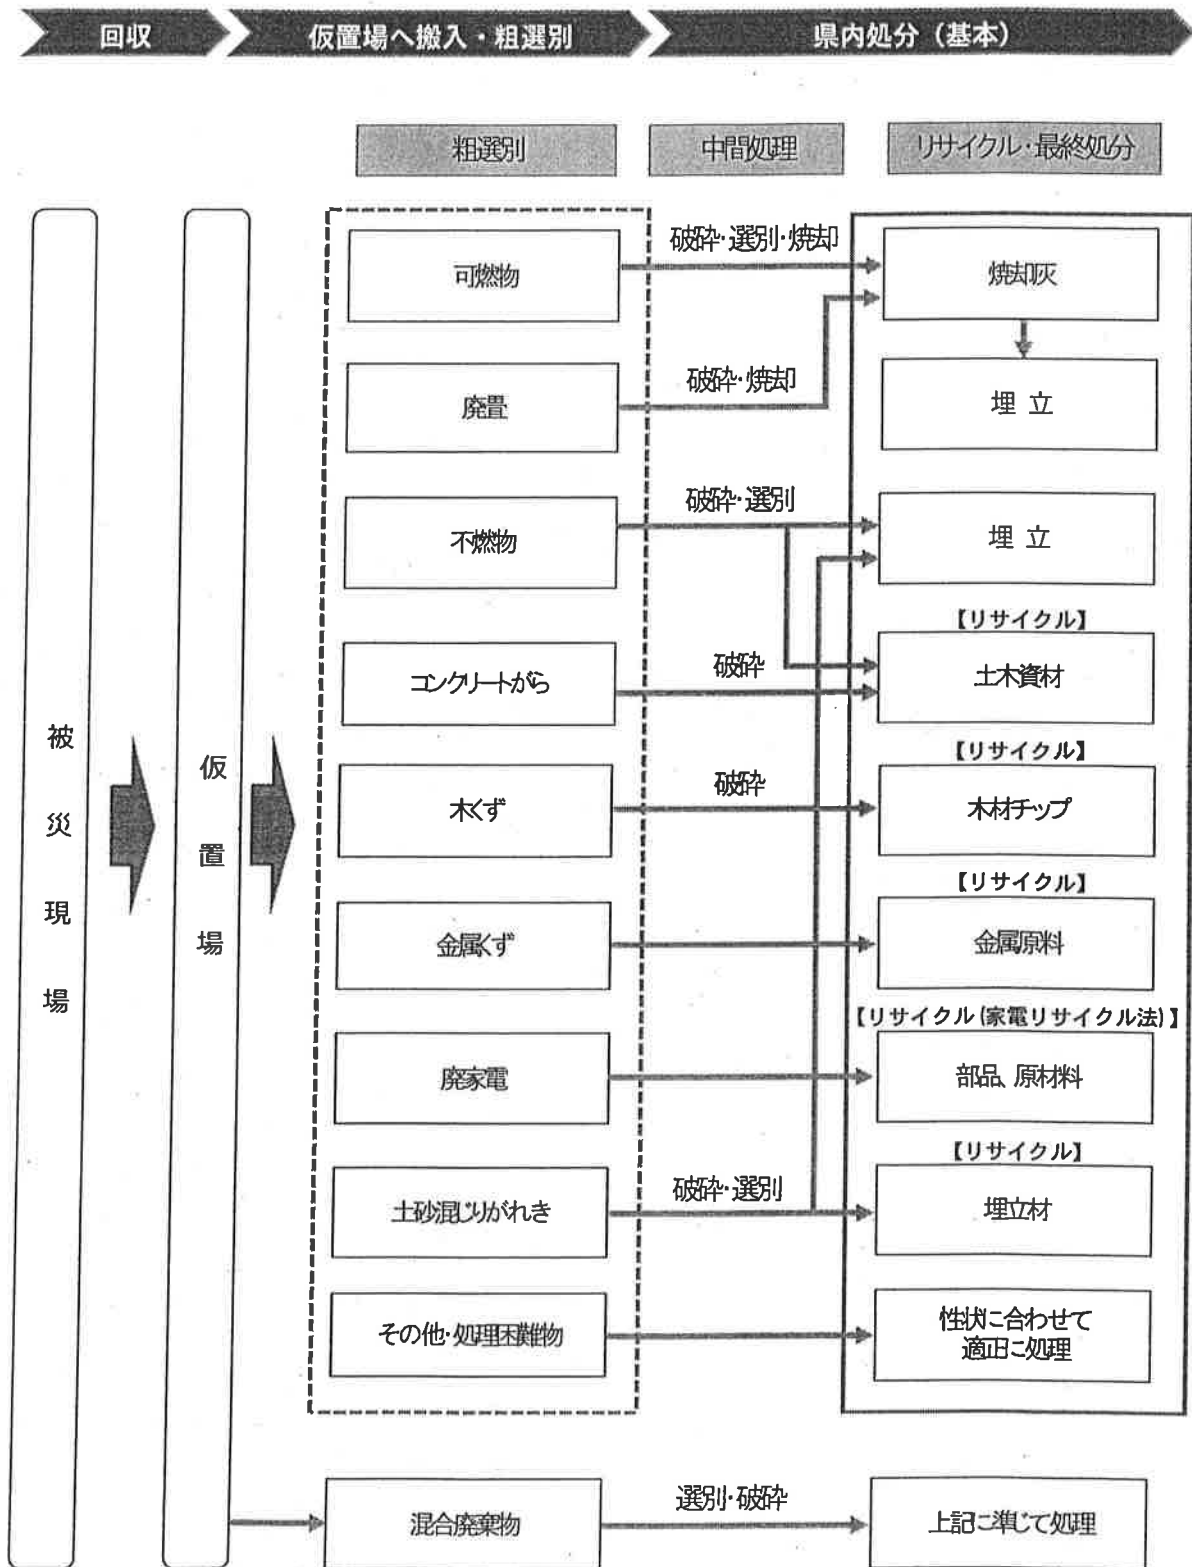 回収
仮置場へ搬入・粗選別
県内処分（基本）
粗選別
中間処理
リサイクル・最終処分
被災現場
仮置場
可燃物
破砕・選別・焼却
焼却灰
廃畳
破砕・焼却
埋 立
不燃物
破砕・選別
埋 立
コンクリートがら
破砕
【リサイクル】
土木資材
木くず
破砕
【リサイクル】
木材チップ
金属くず
【リサイクル】
金属原料
廃家電
【リサイクル（家電リサイクル法）】
部品、原材料
土砂混じりがれき
破砕・選別
【リサイクル】
埋立材
その他・処理困難物
性状に合わせて
適正に処理
混合廃棄物
選別・破砕
上記に準じて処理